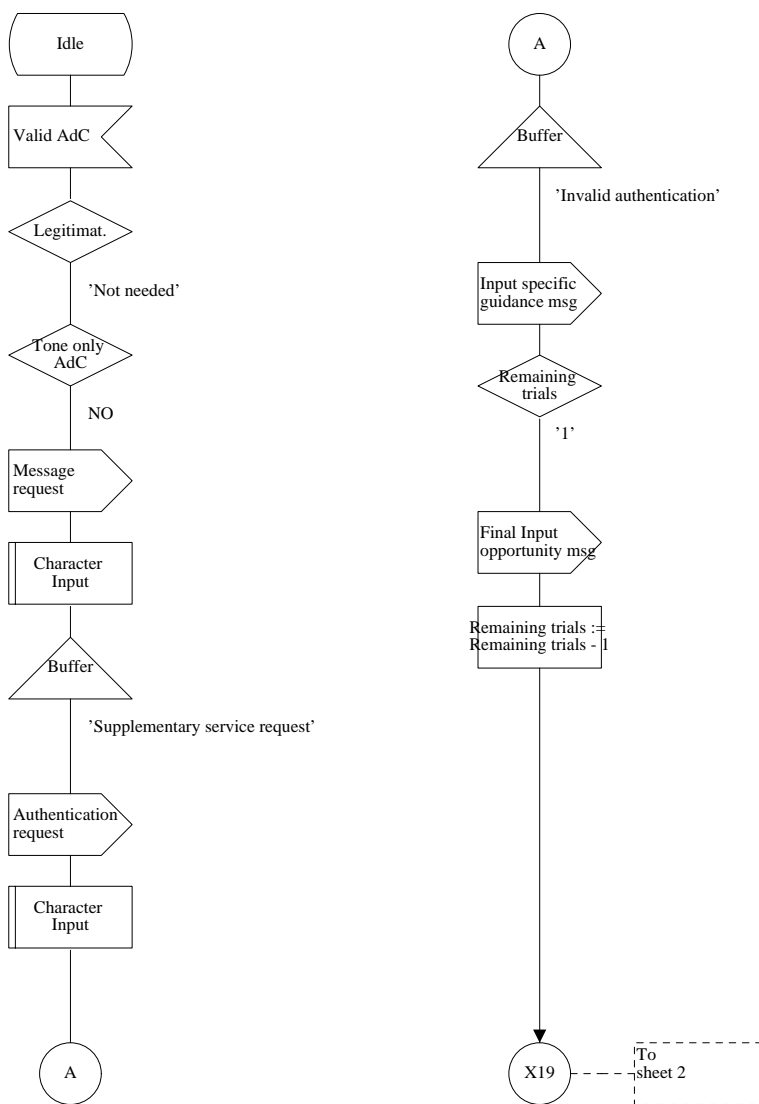 Idle
Valid AdC
Legitimat.
’Not needed’
Tone only
AdC
NO
Message
request
Character
Input
Buffer
’Supplementary service request’
Authentication
request
Character
Input
A
A
Buffer
’Invalid authentication’
Input specific
guidance msg
Remaining
trials
’1’
Final Input
opportunity msg
Remaining trials :=
Remaining trials - 1
X19
To
sheet 2